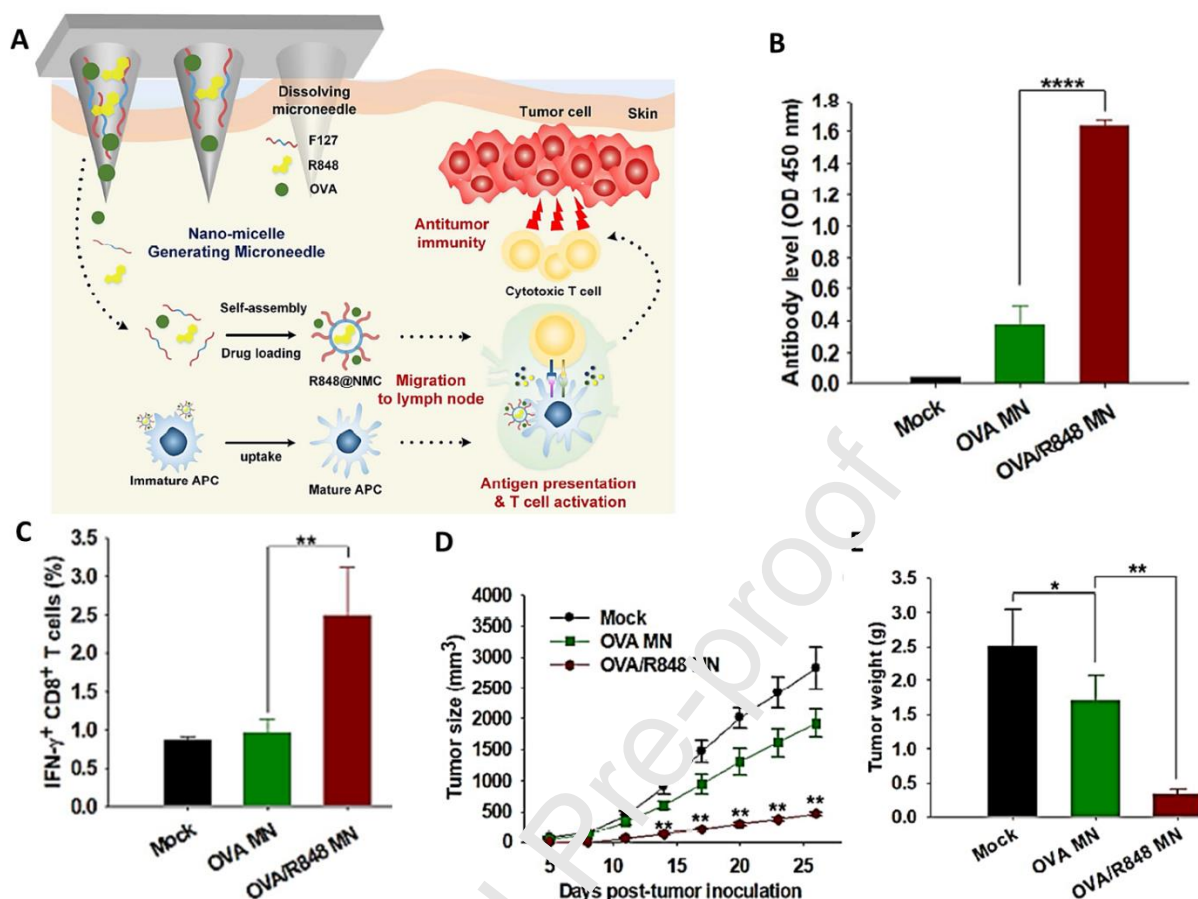 A
Dissolving
microneedle
F127
R848
OVA
Tumor cell
Skin
Nano-micelle
Generating Microneedle
Antitumor
immunity
Cytotoxic T cell
Self-assembly
Drug loading
R848@NMC
Migration
to lymph node
uptake
Immature APC
Mature APC
Antigen presentation
& T cell activation
B
Antibody level (OD 450 nm)
1.8
1.6
1.4
1.2
1.0
0.8
0.6
0.4
0.2
0.0
****
Mock
OVA MN
OVA/R848 MN
C
IFN-γ+ CD8+ T cells (%)
3.5
3.0
2.5
2.0
1.5
1.0
0.5
0.0
**
Mock
OVA MN
OVA/R848 MN
D
Tumor size (mm³)
4000
3500
3000
2500
2000
1500
1000
500
0
Mock
OVA MN
OVA/R848 MN
** ** ** ** **
5 10 15 20 25
Days post-tumor inoculation
Tumor weight (g)
3.5
3.0
2.5
2.0
1.5
1.0
0.5
0.0
*
**
Mock
OVA MN
OVA/R848 MN
Pre-proof